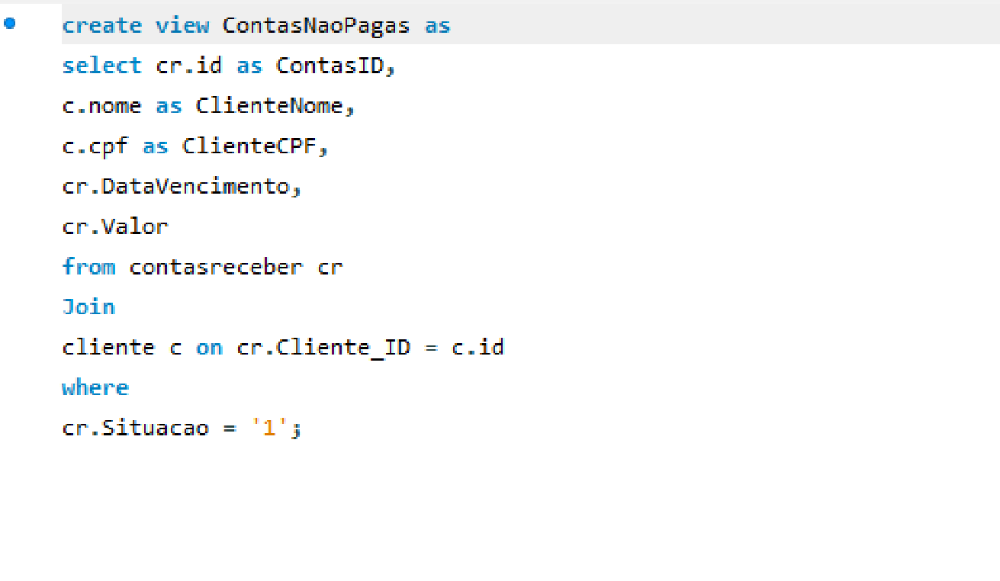 create view ContasNaoPagas as
select cr.id as ContasID,
c.nome as ClienteNome,
c.cpf as ClienteCPF,
cr.DataVencimento,
cr.Valor
from contasreceber cr
Join
cliente c on cr.Cliente_ID = c.id
where
cr.Situacao = '1';